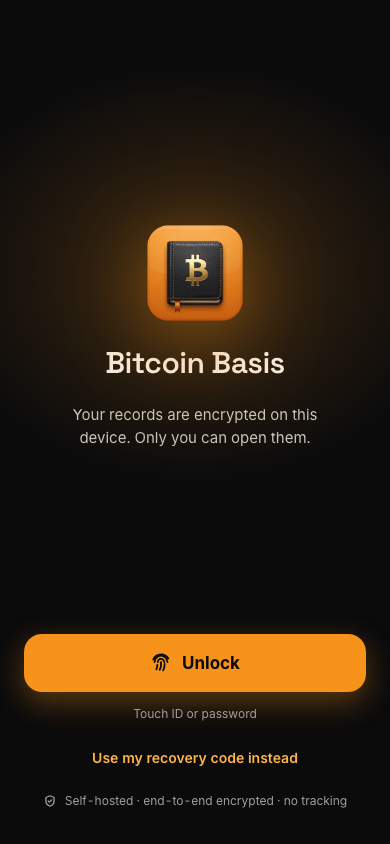 Bitcoin Basis
Your records are encrypted on this
device. Only you can open them.
Unlock
Touch ID or password
Use my recovery code instead
Self-hosted · end-to-end encrypted · no tracking